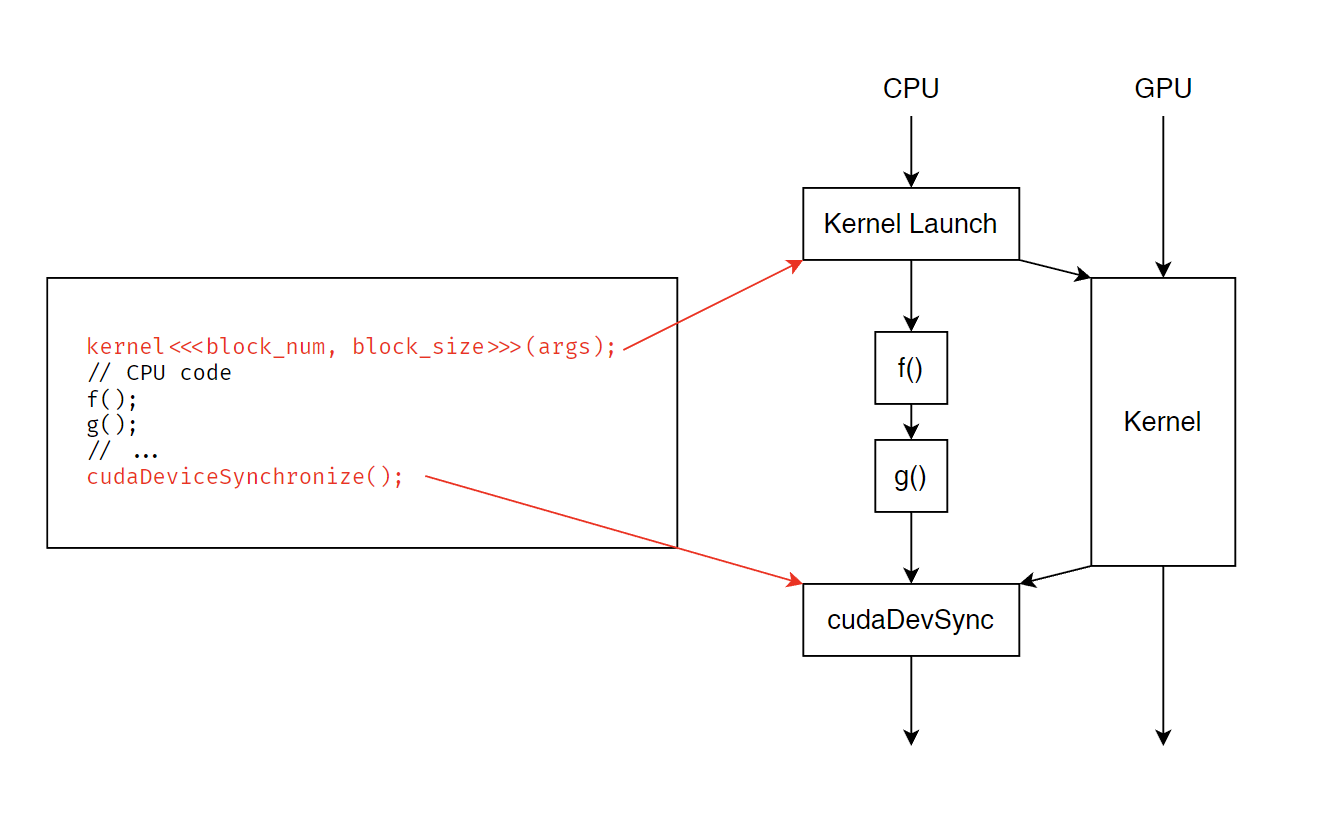 CPU
GPU
Kernel Launch
kernel<<<block_num, block_size>>>(args);
// CPU code
f();
g();
// ...
cudaDeviceSynchronize();
f()
g()
Kernel
cudaDevSync